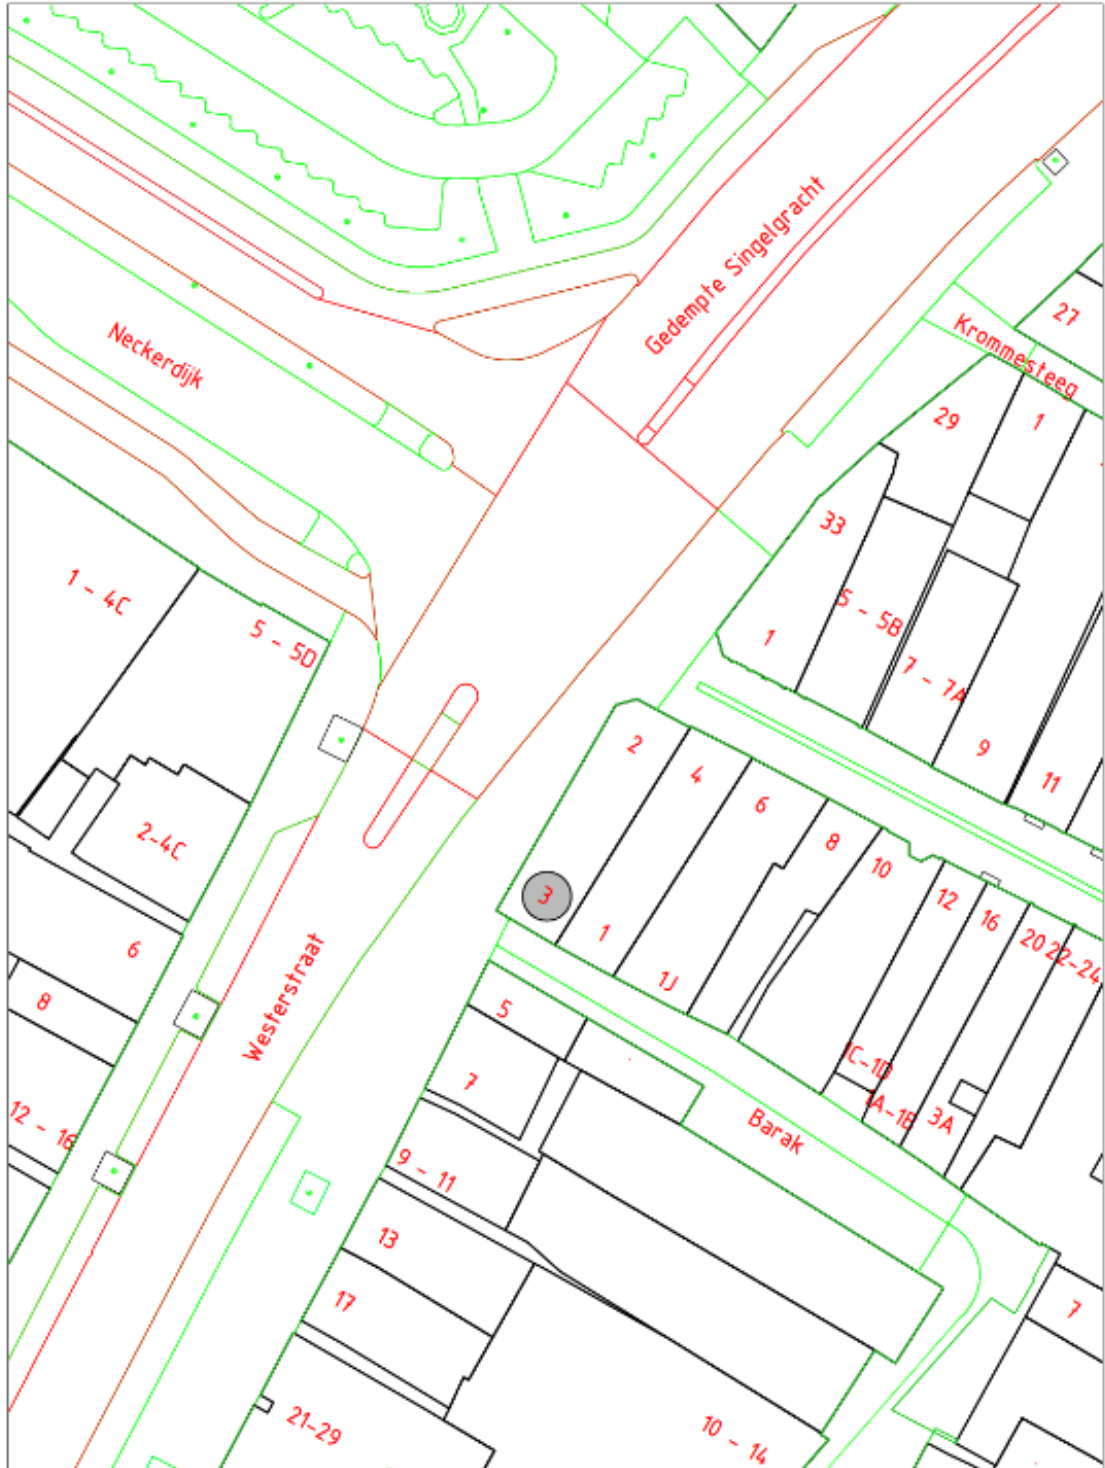 Gedempte Singelgracht
Neckerdijk
27
Krommesteeg
29
1
33
1 - 4C
5 - 5D
5 - 5B
1
7 - 7A
9
11
2
4
6
8
10
12
16
20
22-24
2-4C
3
1
1J
6
8
Westerstraat
5
7
1C-1D
1A-1B
3A
Barak
12 - 16
9 - 11
13
17
7
21-29
10 - 14